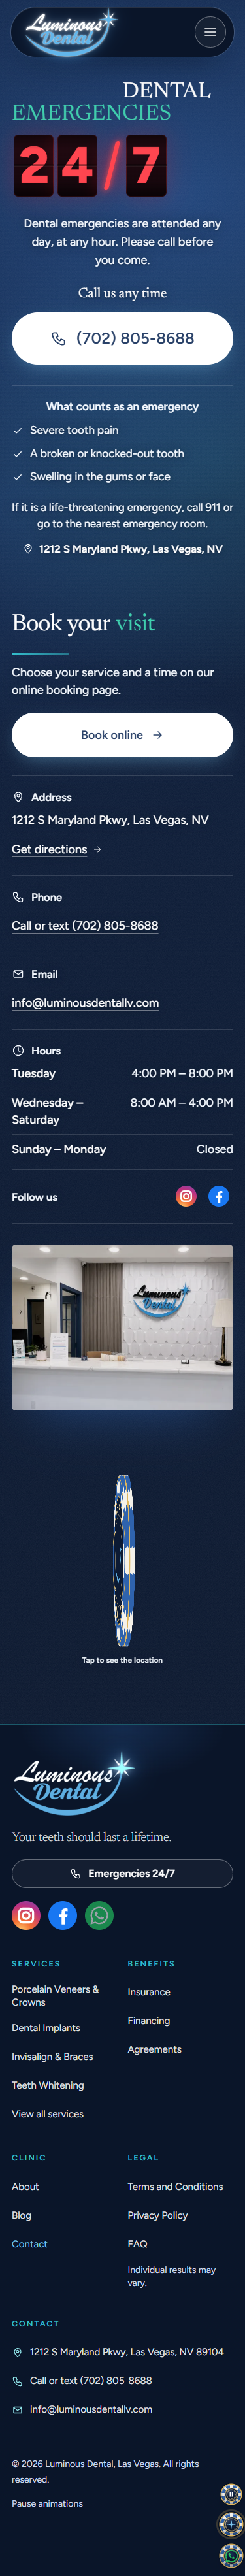 Luminous
Dental
DENTAL
EMERGENCIES
24/7
Dental emergencies are attended any
day, at any hour. Please call before
you come.
Call us any time
(702) 805-8688
What counts as an emergency
Severe tooth pain
A broken or knocked-out tooth
Swelling in the gums or face
If it is a life-threatening emergency, call 911 or
go to the nearest emergency room.
1212 S Maryland Pkwy, Las Vegas, NV
Book your visit
Choose your service and a time on our
online booking page.
Book online
Address
1212 S Maryland Pkwy, Las Vegas, NV
Get directions
Phone
Call or text (702) 805-8688
Email
info@luminousdentallv.com
Hours
Tuesday 4:00 PM – 8:00 PM
Wednesday – 8:00 AM – 4:00 PM
Saturday
Sunday – Monday Closed
Follow us
Luminous
Dental
Tap to see the location
Luminous
Dental
Your teeth should last a lifetime.
Emergencies 24/7
SERVICES
Porcelain Veneers &
Crowns
Dental Implants
Invisalign & Braces
Teeth Whitening
View all services
BENEFITS
Insurance
Financing
Agreements
CLINIC
About
Blog
Contact
LEGAL
Terms and Conditions
Privacy Policy
FAQ
Individual results may
vary.
CONTACT
1212 S Maryland Pkwy, Las Vegas, NV 89104
Call or text (702) 805-8688
info@luminousdentallv.com
© 2026 Luminous Dental, Las Vegas. All rights
reserved.
Pause animations